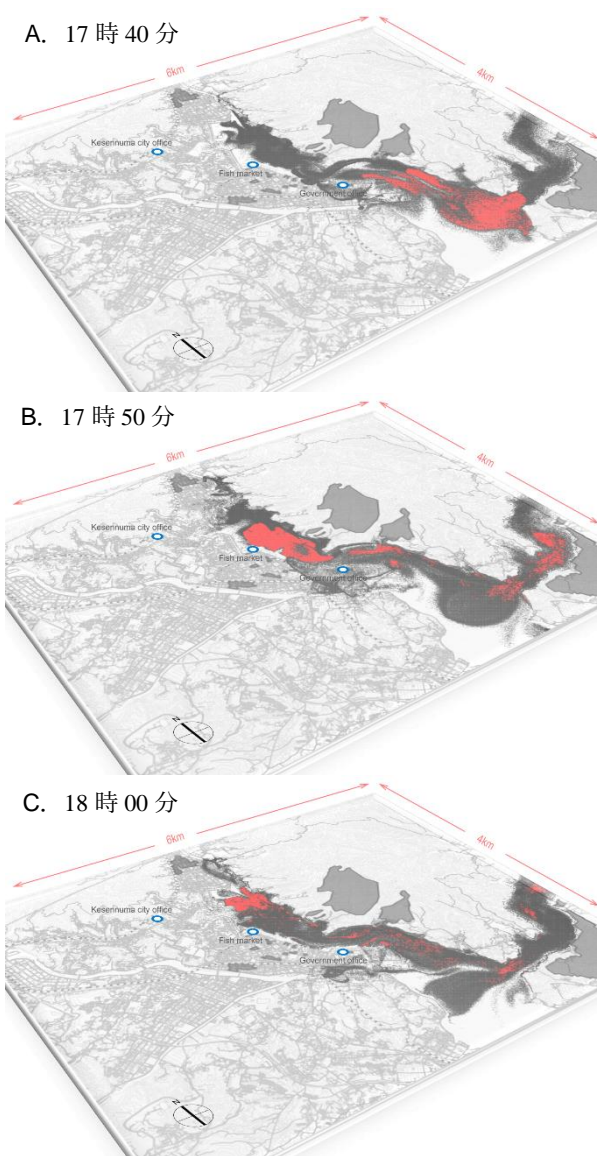 A. 17 時 40 分
6km
4km
Kesennuma city office
Fish market
Government office
N
B. 17 時 50 分
6km
4km
Kesennuma city office
Fish market
Government office
N
C. 18 時 00 分
6km
4km
Kesennuma city office
Fish market
Government office
N